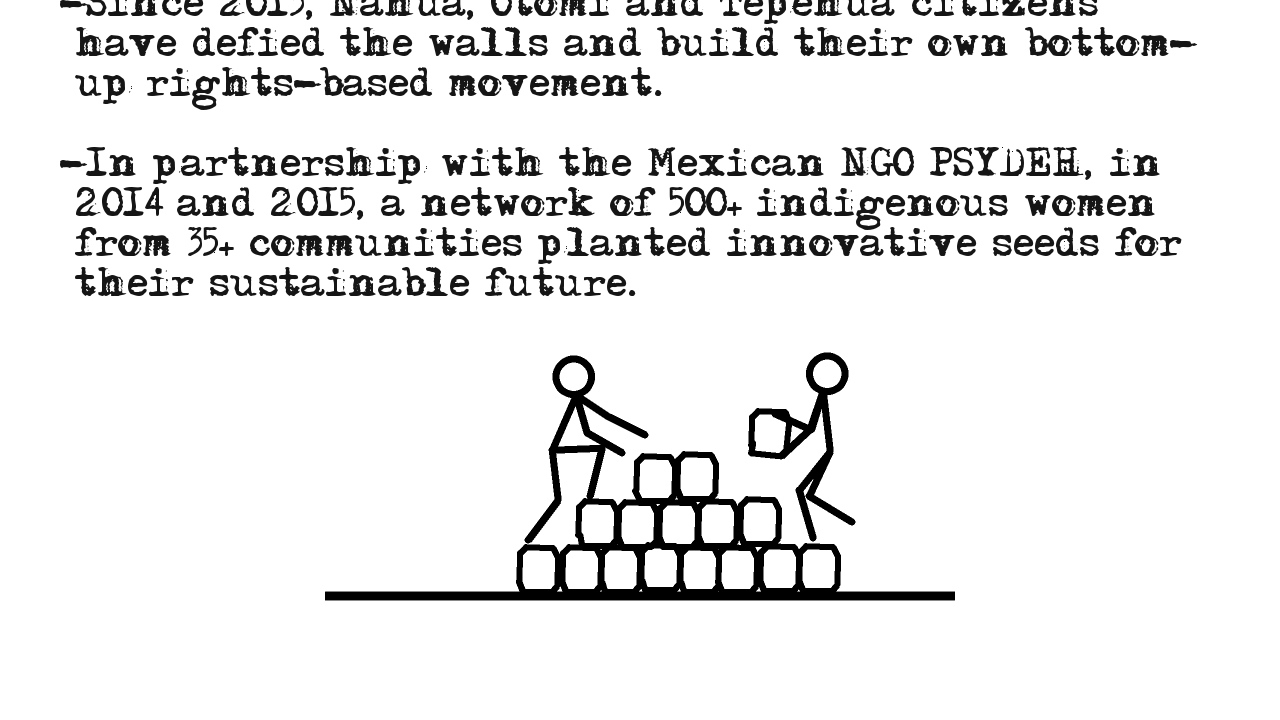 -Since Nahua, Otomi and Tepehua citizens
have defied the walls and build their own bottom-
up rights-based movement.
-In partnership with the Mexican NGO PSYDEH, in
2014 and 2015, a network of 500+ indigenous women
from 35+ communities planted innovative seeds for
their sustainable future.